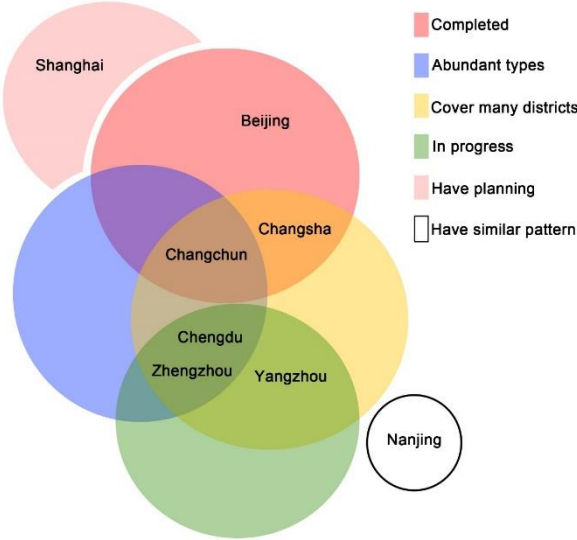 Shanghai
Beijing
Changsha
Changchun
Chengdu
Zhengzhou
Yangzhou
Nanjing
Completed
Abundant types
Cover many districts
In progress
Have planning
Have similar pattern